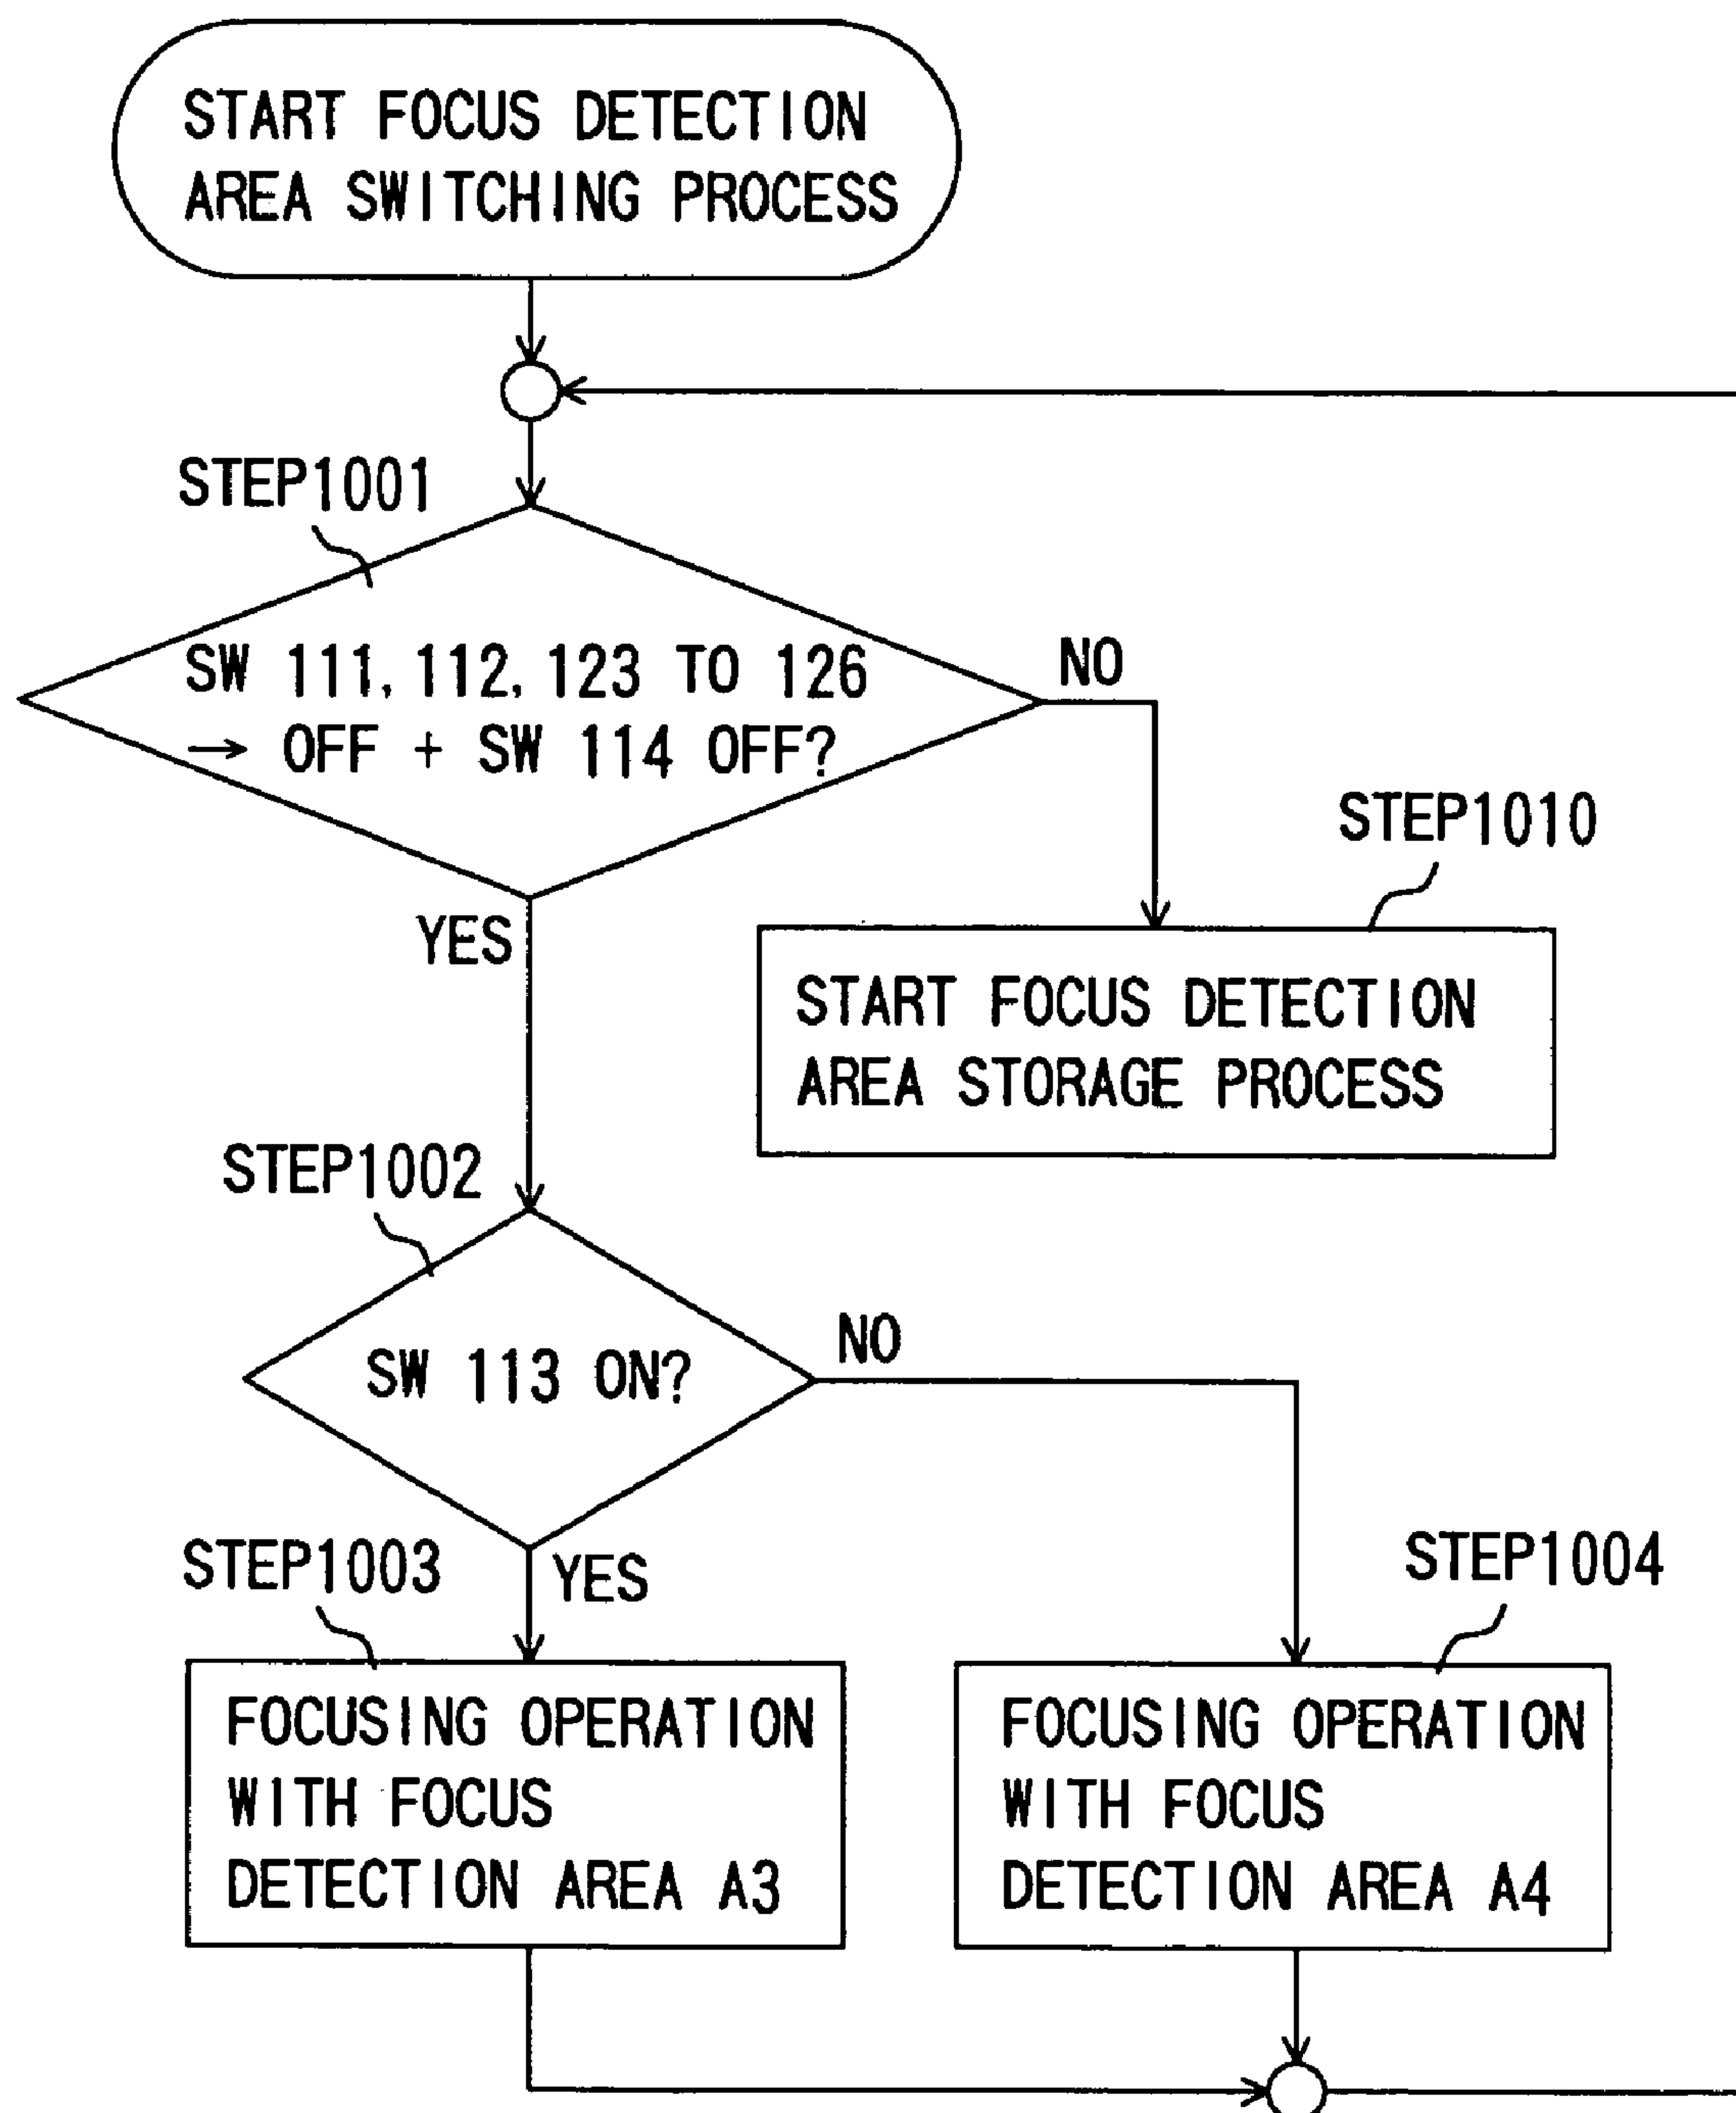 START FOCUS DETECTION
AREA SWITCHING PROCESS
STEP1001
SW 111, 112, 123 TO 126
→ OFF + SW 114 OFF?
NO
STEP1010
YES
START FOCUS DETECTION
AREA STORAGE PROCESS
STEP1002
SW 113 ON?
NO
STEP1003
YES
STEP1004
FOCUSING OPERATION
WITH FOCUS
DETECTION AREA A3
FOCUSING OPERATION
WITH FOCUS
DETECTION AREA A4